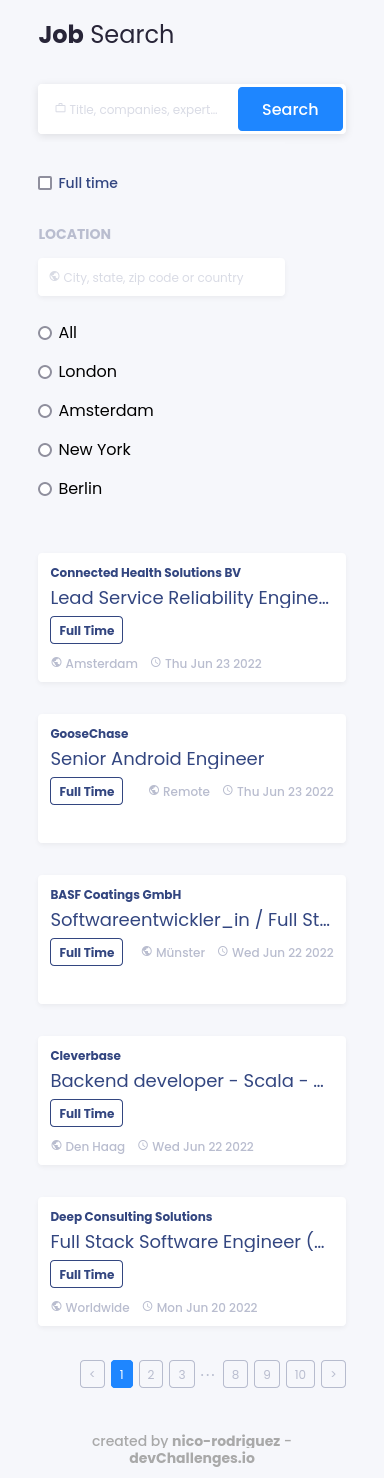 Job Search
Title, companies, expert...
Search
Full time
LOCATION
City, state, zip code or country
All
London
Amsterdam
New York
Berlin
Connected Health Solutions BV
Lead Service Reliability Engine...
Full Time
Amsterdam Thu Jun 23 2022
GooseChase
Senior Android Engineer
Full Time Remote Thu Jun 23 2022
BASF Coatings GmbH
Softwareentwickler_in / Full St...
Full Time Münster Wed Jun 22 2022
Cleverbase
Backend developer - Scala - ...
Full Time
Den Haag Wed Jun 22 2022
Deep Consulting Solutions
Full Stack Software Engineer (...
Full Time
Worldwide Mon Jun 20 2022
< 1 2 3 ... 8 9 10 >
created by nico-rodriguez -
devChallenges.io